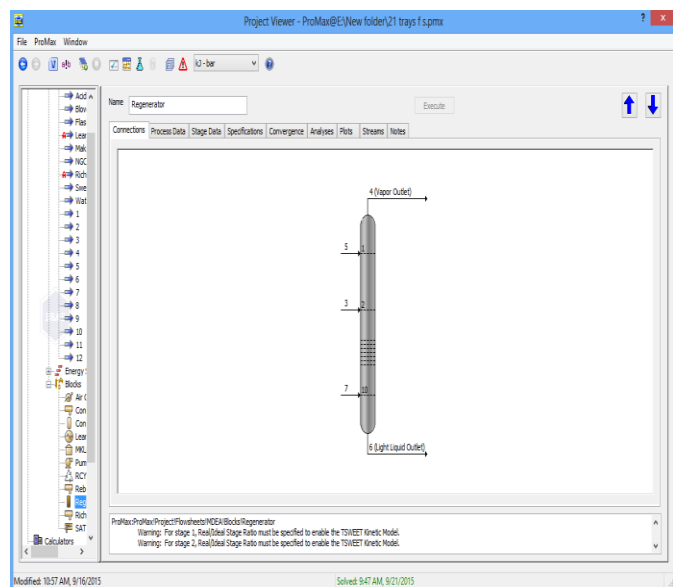 Project Viewer - ProMax@E:\New folder\21 trays f s.pmx
? x
File ProMax Window
kJ - bar
Acid
Blow
Flas
Lean
Mak
NGC
Rich
Swe
Wat
1
2
3
4
5
6
7
8
9
10
11
12
Energy S
Blocks
Air C
Con
Con
Lear
MKL
Pum
RCY
Reb
Reg
Rich
SAT
Calculators
Name Regenerator Execute
Connections Process Data Stage Data Specifications Convergence Analyses Plots Streams Notes
4 (Vapor Outlet)
5 1
3 2
7 10
6 (Light Liquid Outlet)
ProMax:ProMax!Project!Flowsheets!MDEA!Blocks!Regenerator
Warning: For stage 1, Real/Ideal Stage Ratio must be specified to enable the TSWEET Kinetic Model.
Warning: For stage 2, Real/Ideal Stage Ratio must be specified to enable the TSWEET Kinetic Model.
Modified: 10:57 AM, 9/16/2015 Solved: 9:47 AM, 9/21/2015